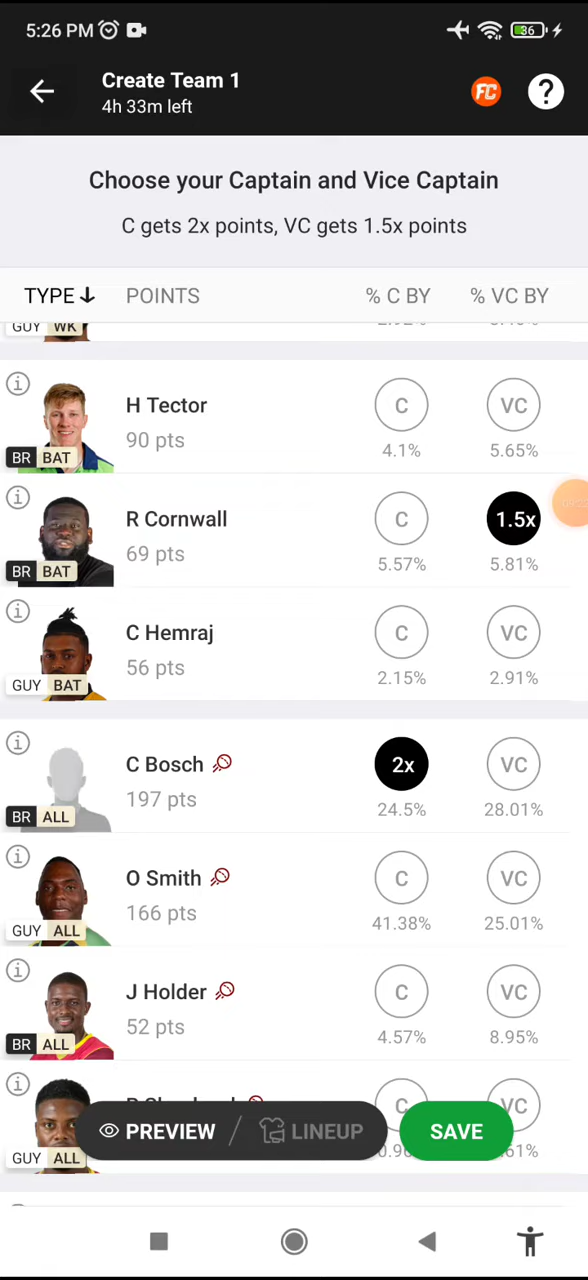 5:26 PM
36
Create Team 1
4h 33m left
FC
?
Choose your Captain and Vice Captain
C gets 2x points, VC gets 1.5x points
TYPE POINTS % C BY % VC BY
GUY WK
H Tector
90 pts
BR BAT
C VC
4.1% 5.65%
R Cornwall
69 pts
BR BAT
C 1.5x
5.57% 5.81%
C Hemraj
56 pts
GUY BAT
C VC
2.15% 2.91%
C Bosch
197 pts
BR ALL
2x VC
24.5% 28.01%
O Smith
166 pts
GUY ALL
C VC
41.38% 25.01%
J Holder
52 pts
BR ALL
C VC
4.57% 8.95%
GUY ALL
C VC
PREVIEW / LINEUP
SAVE